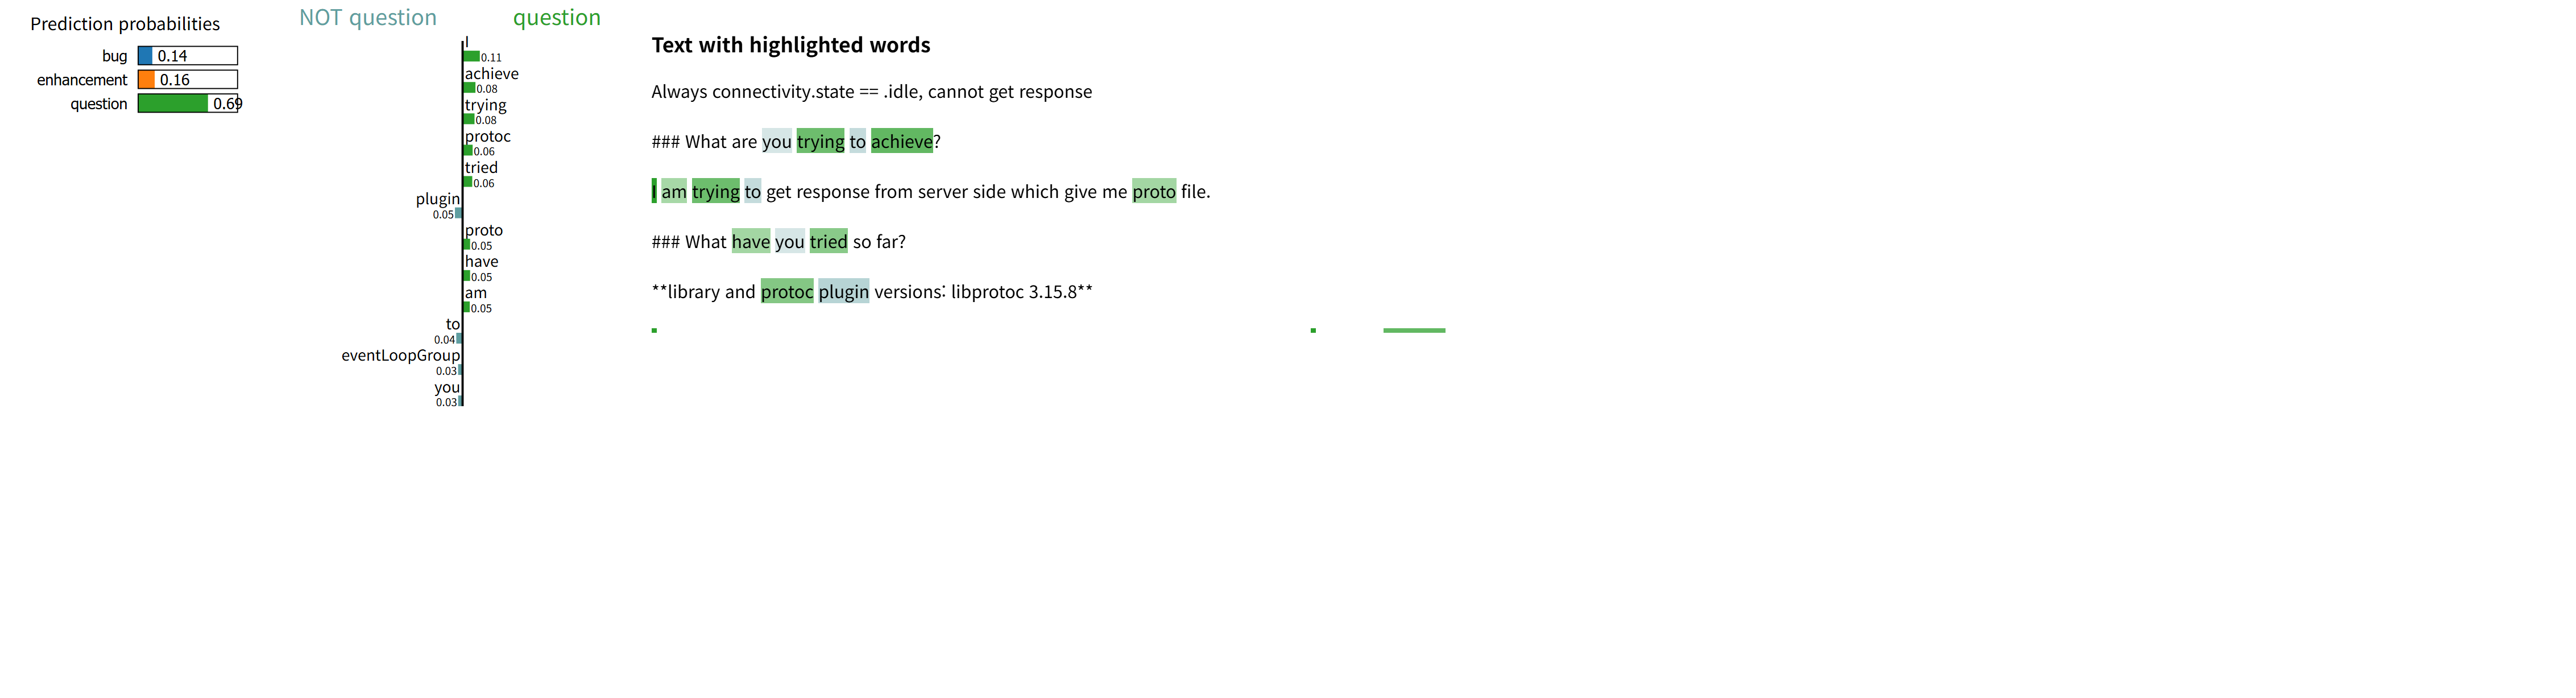 Prediction probabilities
bug 0.14
enhancement 0.16
question 0.69
NOT question question
I
0.11
achieve
0.08
trying
0.08
protoc
0.06
tried
0.06
plugin
0.05
proto
0.05
have
0.05
am
0.05
to
0.04
eventLoopGroup
0.03
you
0.03
Text with highlighted words
Always connectivity.state == .idle, cannot get response
### What are you trying to achieve?
I am trying to get response from server side which give me proto file.
### What have you tried so far?
**library and protoc plugin versions: libprotoc 3.15.8**